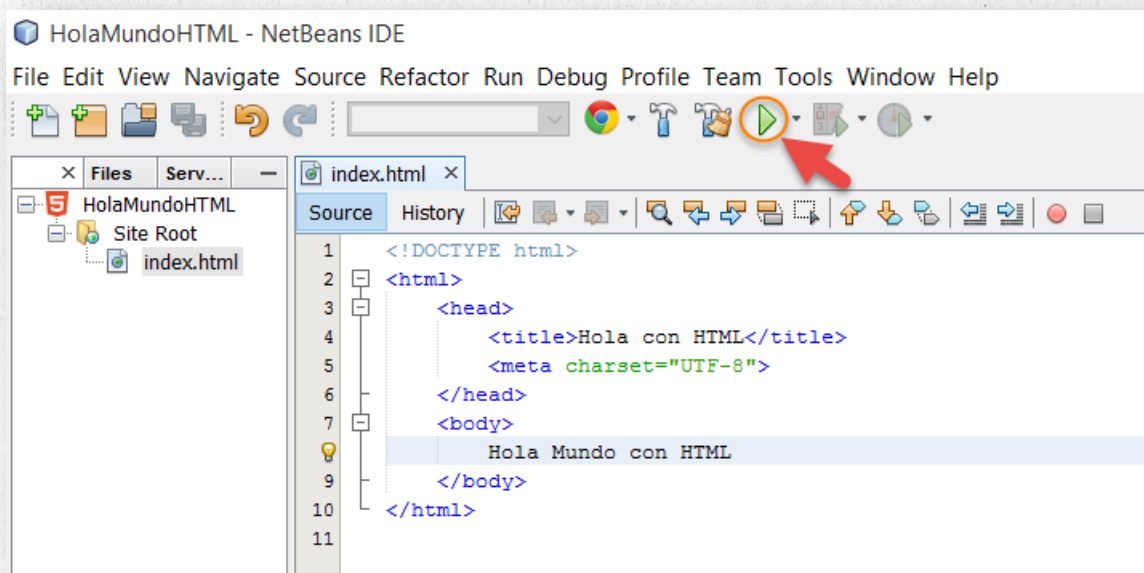 HolaMundoHTML - NetBeans IDE
File Edit View Navigate Source Refactor Run Debug Profile Team Tools Window Help
Files Serv...
index.html
HolaMundoHTML
Site Root
index.html
Source History
1 <!DOCTYPE html>
2 <html>
3 <head>
4 <title>Hola con HTML</title>
5 <meta charset="UTF-8">
6 </head>
7 <body>
Hola Mundo con HTML
9 </body>
10 </html>
11